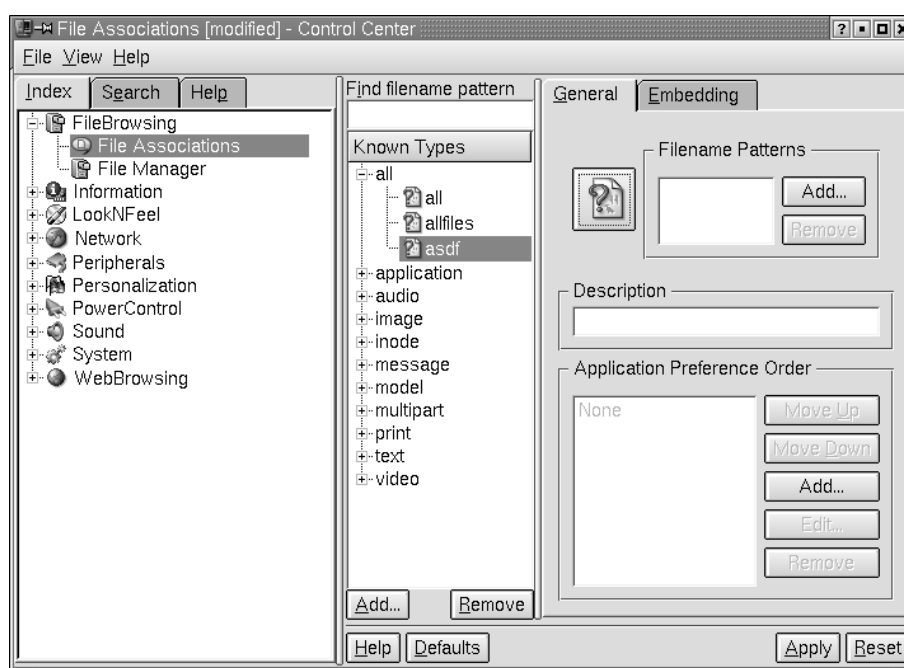 File Associations [modified] - Control Center
File View Help
Index Search Help
FileBrowsing
File Associations
File Manager
Information
LookNFeel
Network
Peripherals
Personalization
PowerControl
Sound
System
WebBrowsing
Find filename pattern
Known Types
all
all
allfiles
asdf
application
audio
image
inode
message
model
multipart
print
text
video
Add... Remove
General Embedding
Filename Patterns
Add...
Remove
Description
Application Preference Order
None
Move Up
Move Down
Add...
Edit...
Remove
Help Defaults Apply Reset